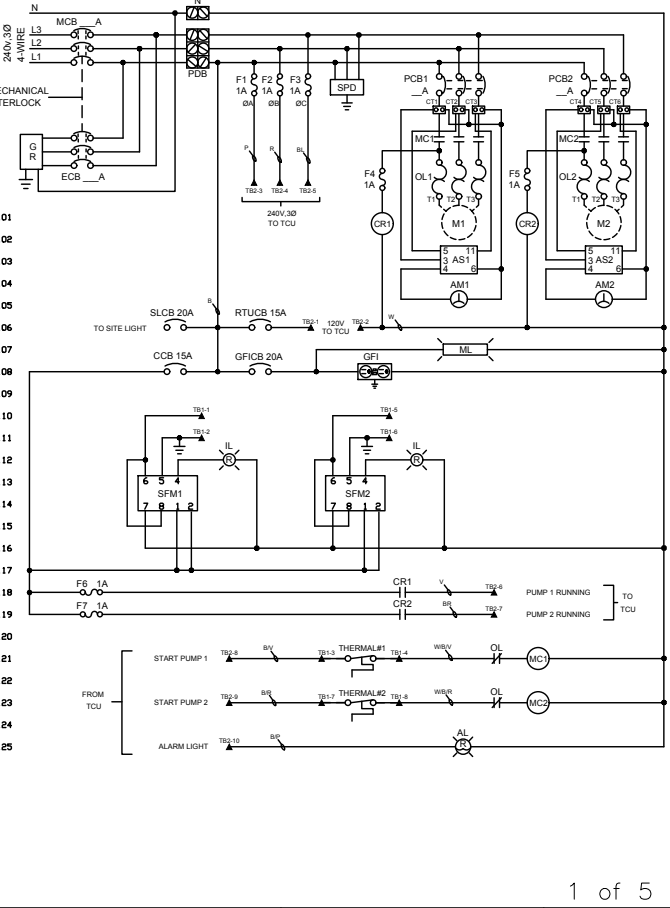 N
MCB ___A
L3
L2
L1
240v,3Ø
4-WIRE
N
PDB
MECHANICAL
TERLOCK
G
R
ECB ___A
F1
1A
F2
1A
F3
1A
ØA
ØB
ØC
SPD
P
R
BL
TB2-3
TB2-4
TB2-5
240V,3Ø
TO TCU
PCB1
__A
PCB2
__A
CT1
CT2
CT3
CT4
CT5
CT6
MC1
MC2
F4
1A
OL1
F5
1A
OL2
T1
T2
T3
T1
T2
T3
CR1
M1
CR2
M2
5
11
3
AS1
4
6
5
11
3
AS2
4
6
AM1
AM2
01
02
03
04
05
06
07
08
09
10
11
12
13
14
15
16
17
18
19
20
21
22
23
24
25
B
SLCB 20A
RTUCB 15A
TO SITE LIGHT
TB2-1
120V
TO TCU
TB2-2
W
ML
CCB 15A
GFICB 20A
GFI
TB1-1
TB1-2
IL
R
6 5 4
SFM1
7 8 1 2
TB1-5
TB1-6
IL
R
6 5 4
SFM2
7 8 1 2
F6 1A
CR1
V
TB2-6
PUMP 1 RUNNING
F7 1A
CR2
BR
TB2-7
PUMP 2 RUNNING
TO
TCU
START PUMP 1
TB2-8
B/V
TB1-3
THERMAL#1
TB1-4
W/B/V
OL
MC1
FROM
TCU
START PUMP 2
TB2-9
B/R
TB1-7
THERMAL#2
TB1-8
W/B/R
OL
MC2
ALARM LIGHT
TB2-10
B/P
AL
R
1 of 5